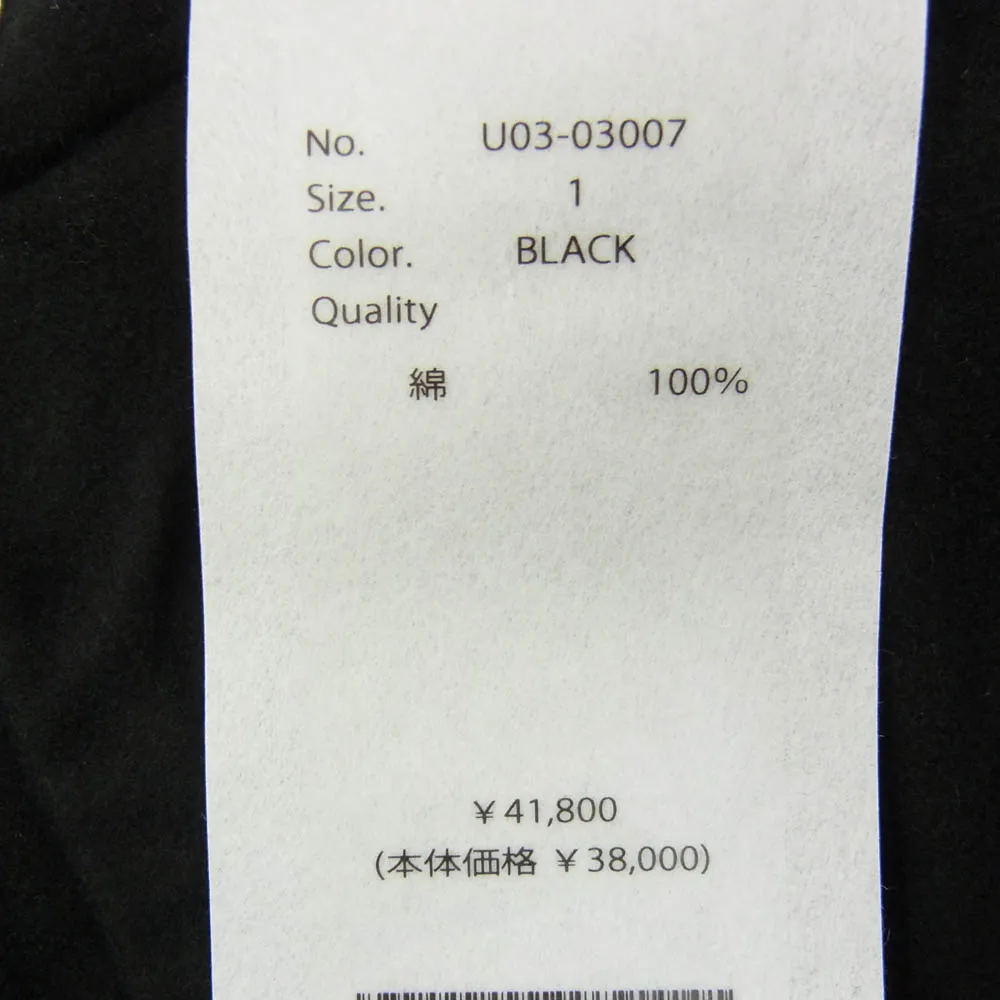 No. U03-03007
Size. 1
Color. BLACK
Quality
綿 100%
¥41,800
(本体価格 ¥38,000)